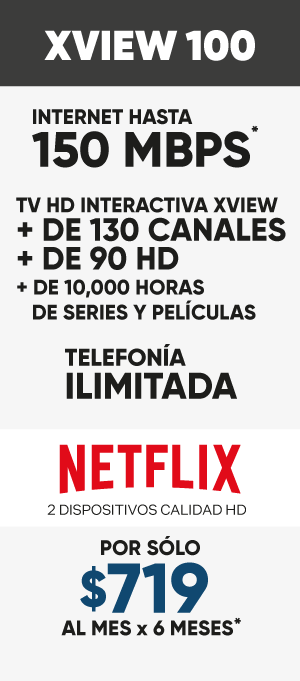 XVIEW 100
INTERNET HASTA
150 MBPS*
TV HD INTERACTIVA XVIEW
+ DE 130 CANALES
+ DE 90 HD
+ DE 10,000 HORAS
DE SERIES Y PELÍCULAS
TELEFONÍA
ILIMITADA
NETFLIX
2 DISPOSITIVOS CALIDAD HD
POR SÓLO
$719
AL MES x 6 MESES*